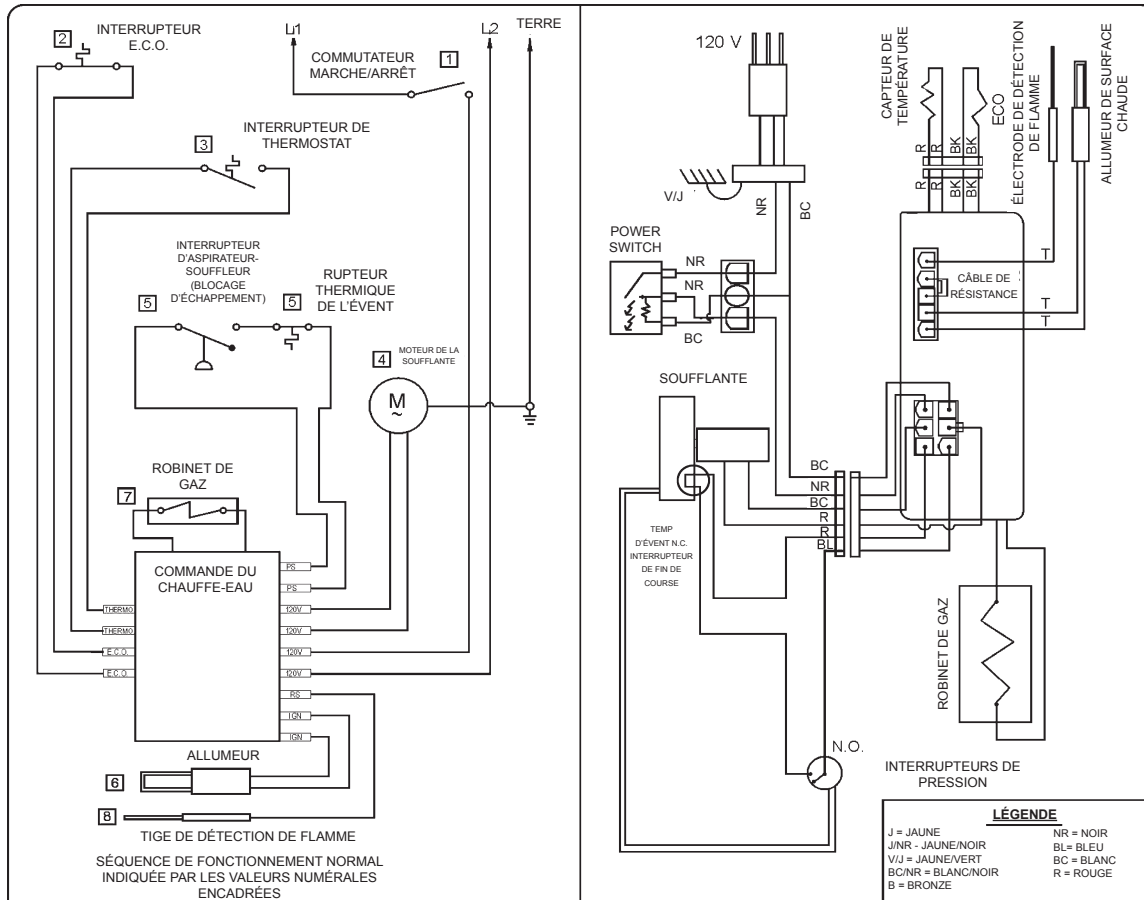 2
INTERRUPTEUR
E.C.O.
L1
L2
TERRE
COMMUTATEUR
MARCHE/ARRÊT
1
INTERRUPTEUR DE
THERMOSTAT
3
INTERRUPTEUR
D'ASPIRATEUR-
SOUFFLEUR
(BLOCAGE
D'ÉCHAPPEMENT)
RUPTEUR
THERMIQUE
DE L'ÉVENT
5
5
4
MOTEUR DE LA
SOUFFLANTE
M
~
ROBINET DE
GAZ
7
COMMANDE DU
CHAUFFE-EAU
PS
PS
THERMO
120V
THERMO
120V
E.C.O.
120V
E.C.O.
120V
RS
IGN
IGN
ALLUMEUR
6
8
TIGE DE DÉTECTION DE FLAMME
SÉQUENCE DE FONCTIONNEMENT NORMAL
INDIQUÉE PAR LES VALEURS NUMÉRALES
ENCADRÉES
120 V
V/J
NR
BC
POWER
SWITCH
NR
NR
BC
CAPTEUR DE
TEMPÉRATURE
ECO
ÉLECTRODE DE DÉTECTION
DE FLAMME
ALLUMEUR DE SURFACE
CHAUDE
R
R
BK
BK
R
R
BK
BK
T
CÂBLE DE
RÉSISTANCE
T
T
SOUFFLANTE
TEMP
D'ÉVENT N.C.
INTERRUPTEUR
DE FIN DE
COURSE
BC
NR
BC
R
R
BL
ROBINET DE GAZ
N.O.
INTERRUPTEURS DE
PRESSION
LÉGENDE
J = JAUNE
J/NR - JAUNE/NOIR
V/J = JAUNE/VERT
BC/NR = BLANC/NOIR
B = BRONZE
NR = NOIR
BL= BLEU
BC = BLANC
R = ROUGE